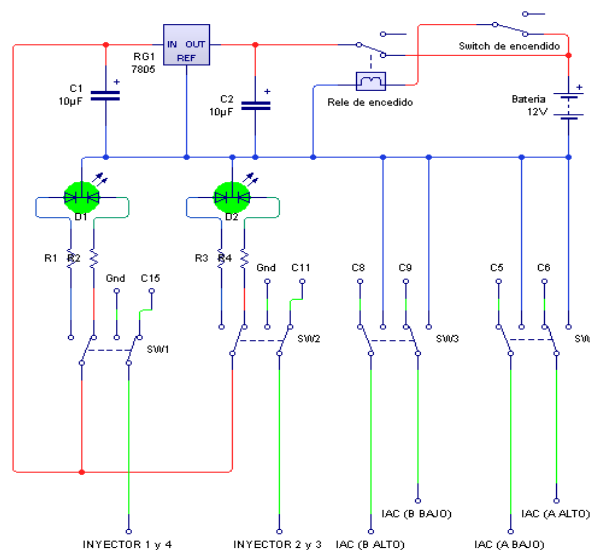 IN OUT
REF
RG1
7805
C1
10µF
+
C2
10µF
+
Switch de encendido
Rele de encedido
Bateria
12V
+
D1
D2
R1
R2
R3
R4
Gnd
C15
Gnd
C11
C8
C9
C5
C6
SW1
SW2
SW3
SW
IAC (B BAJO)
IAC (A ALTO)
INYECTOR 1 y 4
INYECTOR 2 y 3
IAC (B ALTO)
IAC (A BAJO)